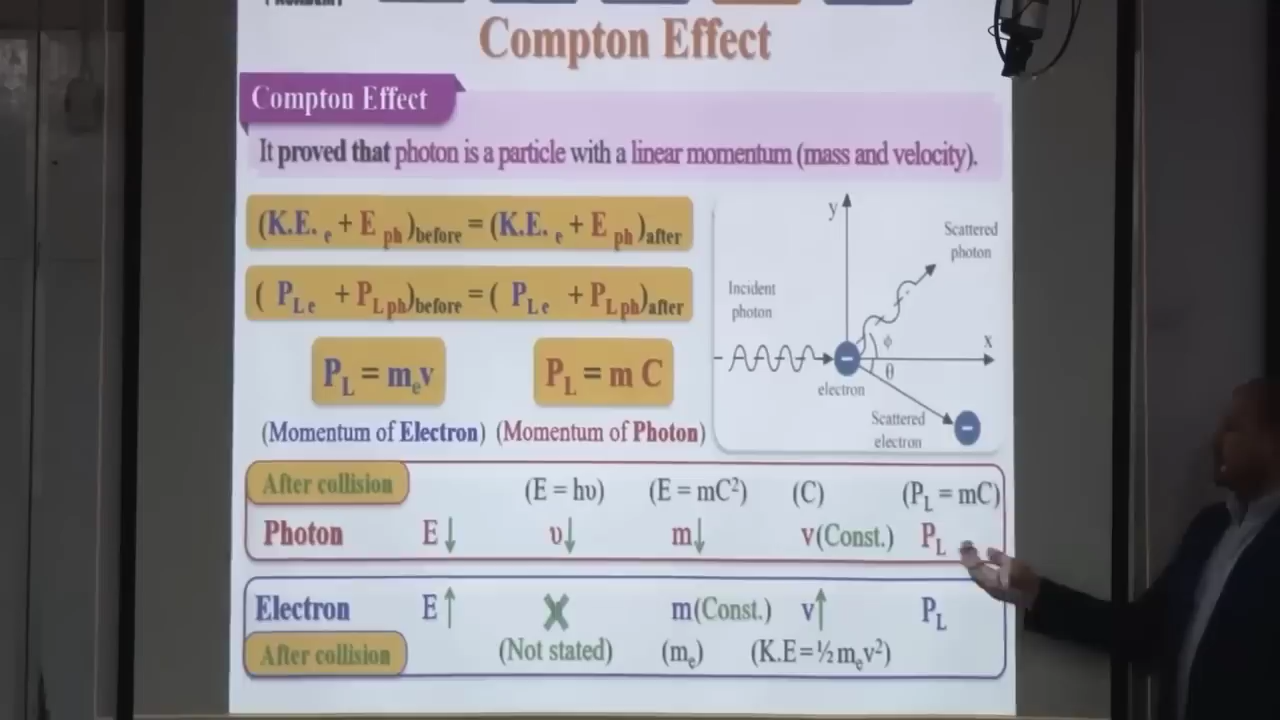 ACADEMY
Compton Effect
Compton Effect
It proved that photon is a particle with a linear momentum (mass and velocity).
(K.E. e + E ph)before = (K.E. e + E ph)after
( PL e + PL ph)before = ( PL e + PL ph)after
PL = mev
PL = m C
(Momentum of Electron)
(Momentum of Photon)
y
Scattered
photon
Incident
photon
ϕ
x
θ
electron
Scattered
electron
After collision (E = hυ) (E = mC²) (C) (PL = mC)
Photon E↓ υ↓ m↓ v(Const.) PL
Electron E↑ X m(Const.) v↑ PL
After collision (Not stated) (me) (K.E=½mev²)